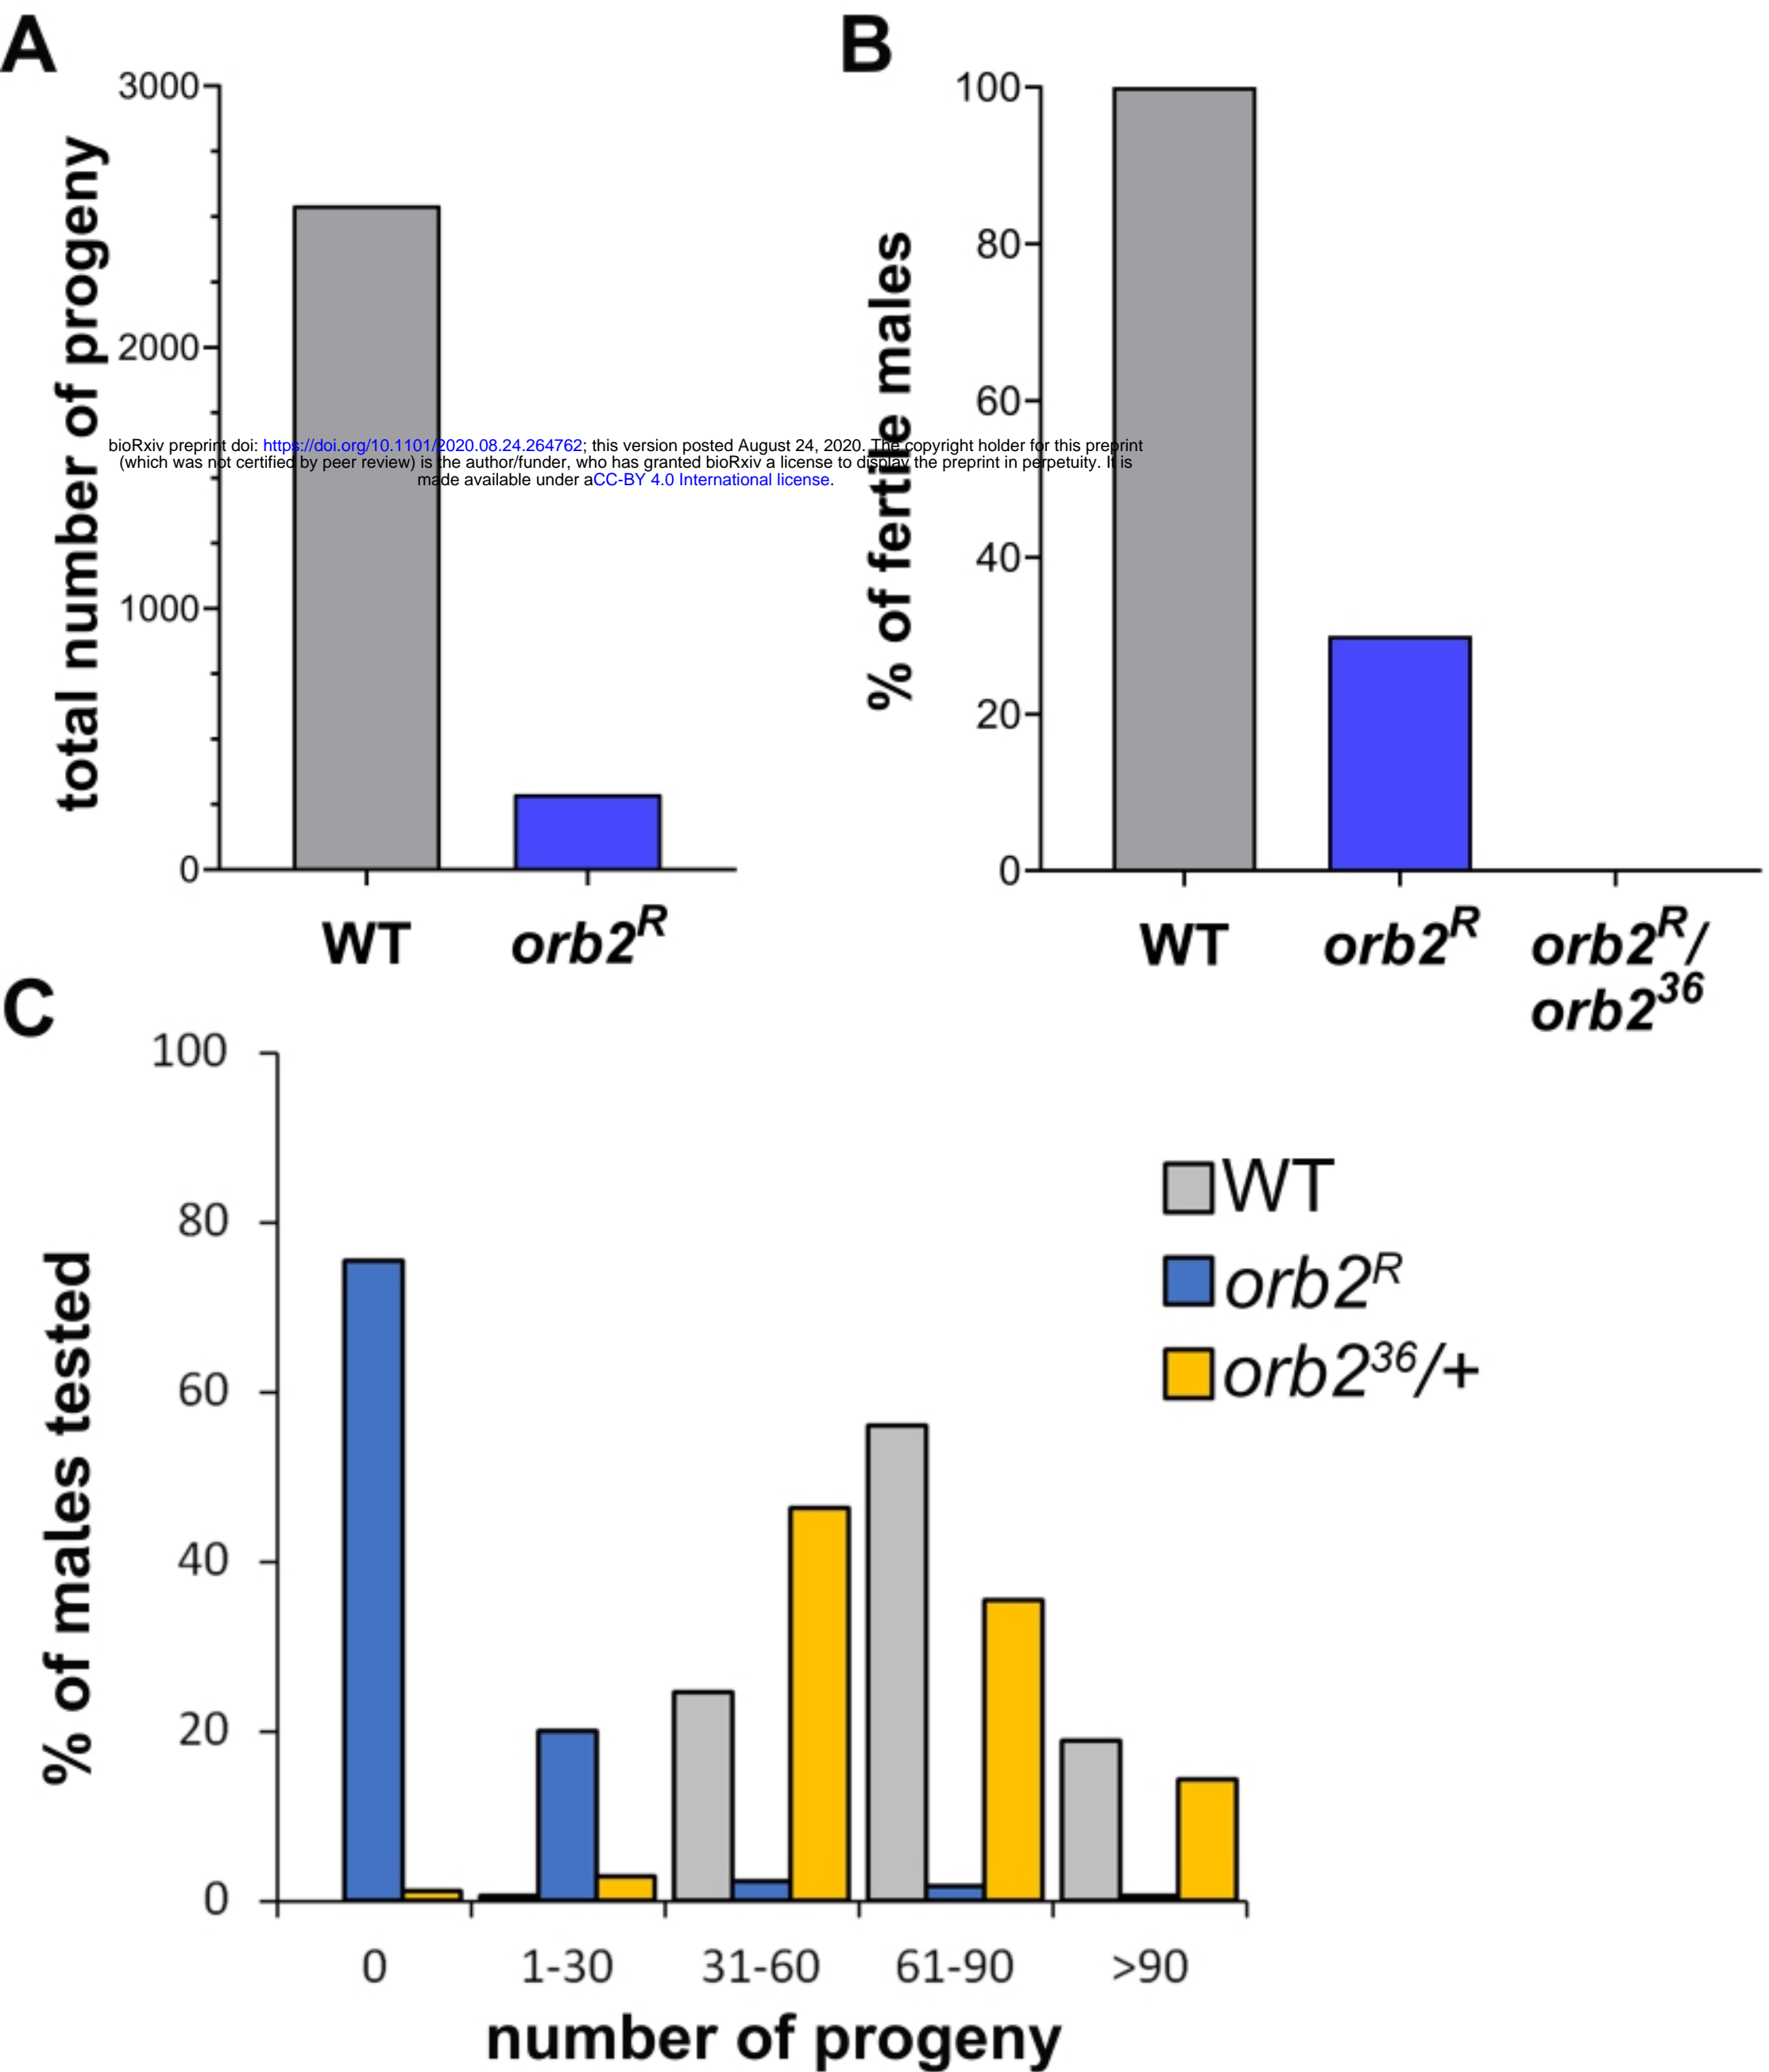 A
B
3000
2000
1000
0
total number of progeny
WT
orb2R
100
80
60
40
20
0
% of fertile males
WT
orb2R
orb2R/
orb236
bioRxiv preprint doi: https://doi.org/10.1101/2020.08.24.264762; this version posted August 24, 2020. The copyright holder for this preprint
(which was not certified by peer review) is the author/funder, who has granted bioRxiv a license to display the preprint in perpetuity. It is
made available under aCC-BY 4.0 International license.
C
100
80
60
40
20
0
% of males tested
WT
orb2R
orb236/+
0
1-30
31-60
61-90
>90
number of progeny